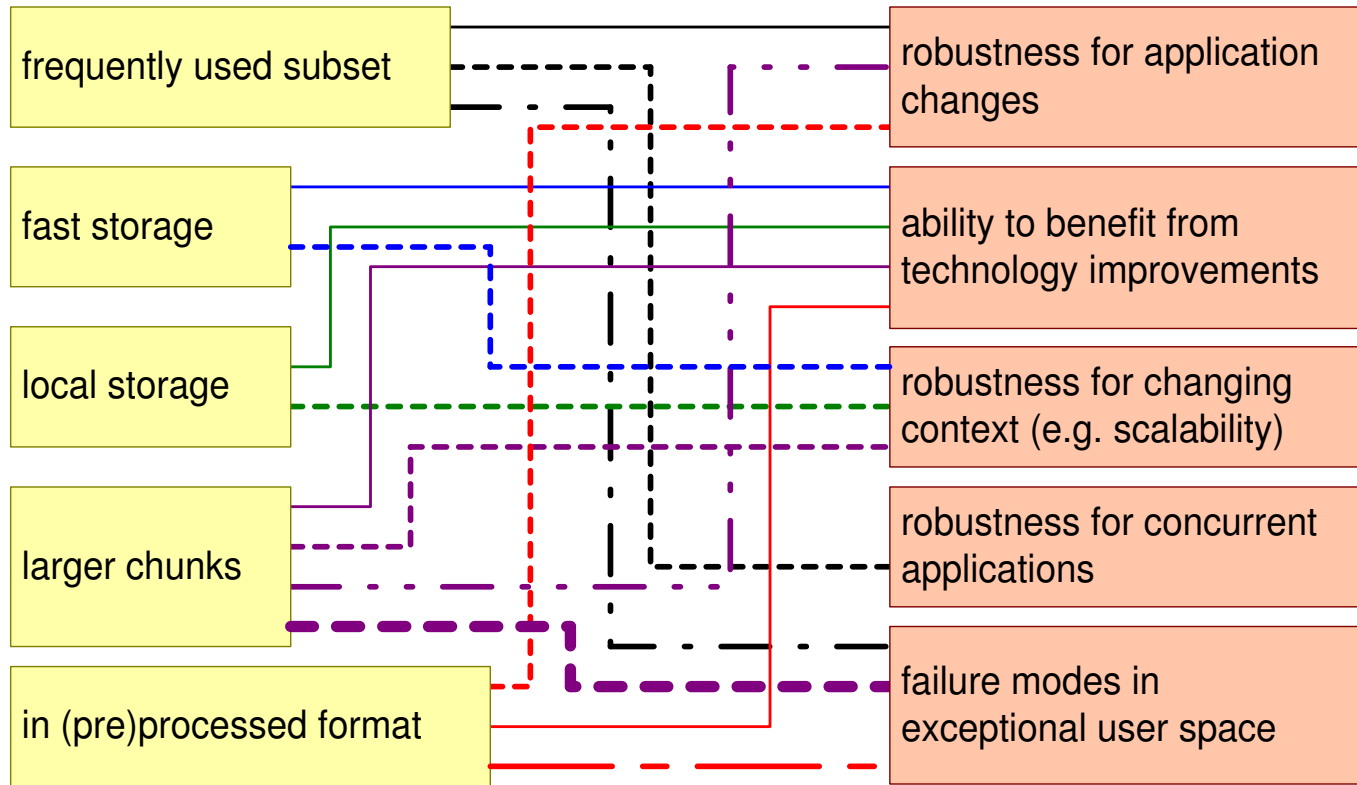 frequently used subset
fast storage
local storage
larger chunks
in (pre)processed format
robustness for application
changes
ability to benefit from
technology improvements
robustness for changing
context (e.g. scalability)
robustness for concurrent
applications
failure modes in
exceptional user space